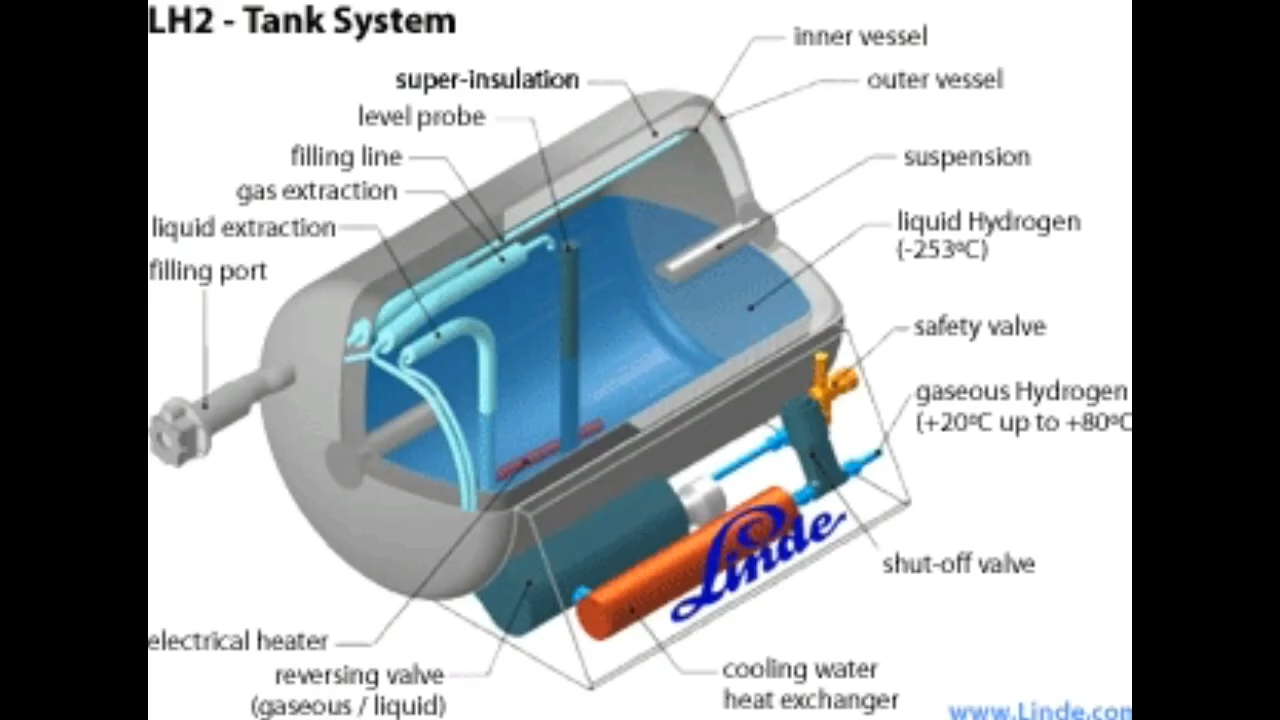 LH2 - Tank System
inner vessel
super-insulation
outer vessel
level probe
filling line
suspension
gas extraction
liquid extraction
liquid Hydrogen
(-253ºC)
filling port
safety valve
gaseous Hydrogen
(+20ºC up to +80ºC
Linde
shut-off valve
electrical heater
reversing valve
(gaseous / liquid)
cooling water
heat exchanger
www.Linde.com